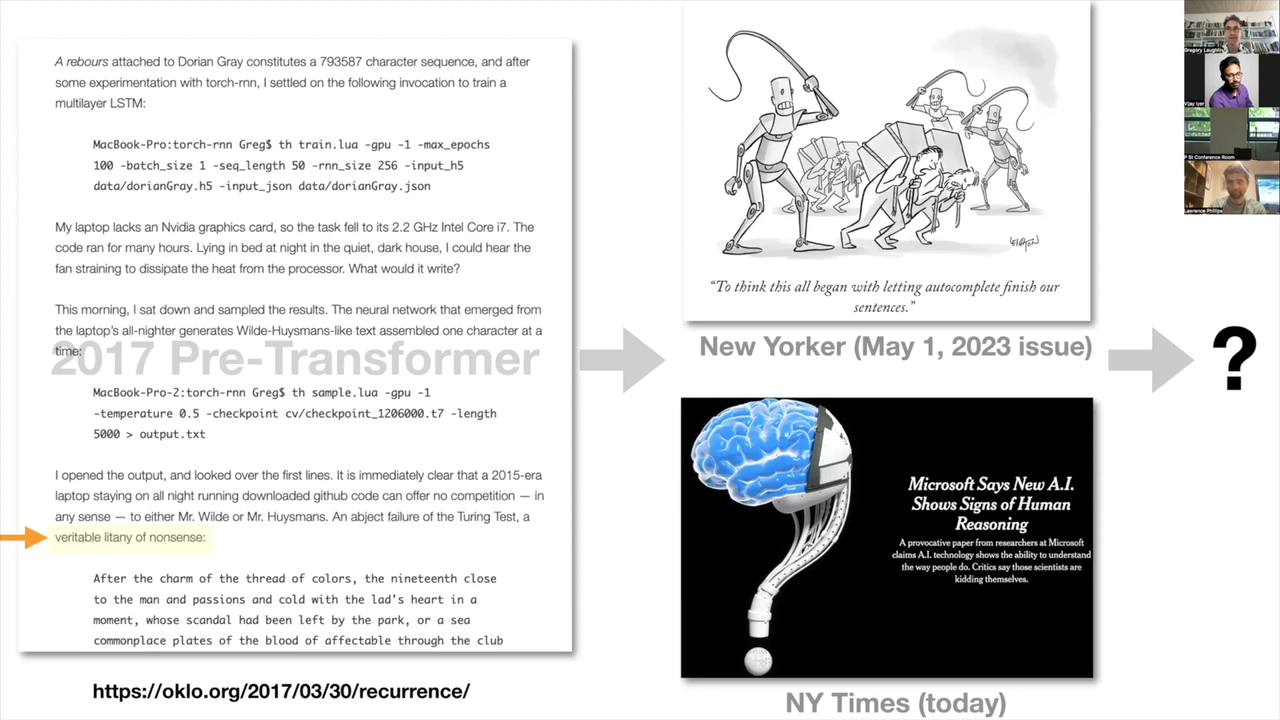 A rebours attached to Dorian Gray constitutes a 793587 character sequence, and after
some experimentation with torch-rnn, I settled on the following invocation to train a
multilayer LSTM:
MacBook-Pro:torch-rnn Greg$ th train.lua -gpu -1 -max_epochs
100 -batch_size 1 -seq_length 50 -rnn_size 256 -input_h5
data/dorianGray.h5 -input_json data/dorianGray.json
My laptop lacks an Nvidia graphics card, so the task fell to its 2.2 GHz Intel Core i7. The
code ran for many hours. Lying in bed at night in the quiet, dark house, I could hear the
fan straining to dissipate the heat from the processor. What would it write?
This morning, I sat down and sampled the results. The neural network that emerged from
the laptop's all-nighter generates Wilde-Huysmans-like text assembled one character at a
time:
2017 Pre-Transformer
MacBook-Pro-2:torch-rnn Greg$ th sample.lua -gpu -1
-temperature 0.5 -checkpoint cv/checkpoint_1206000.t7 -length
5000 > output.txt
I opened the output, and looked over the first lines. It is immediately clear that a 2015-era
laptop staying on all night running downloaded github code can offer no competition — in
any sense — to either Mr. Wilde or Mr. Huysmans. An abject failure of the Turing Test, a
veritable litany of nonsense:
After the charm of the thread of colors, the nineteenth close
to the man and passions and cold with the lad's heart in a
moment, whose scandal had been left by the park, or a sea
commonplace plates of the blood of affectable through the club
https://oklo.org/2017/03/30/recurrence/
"To think this all began with letting autocomplete finish our
sentences."
New Yorker (May 1, 2023 issue)
Microsoft Says New A.I.
Shows Signs of Human
Reasoning
A provocative paper from researchers at Microsoft
claims A.I. technology shows the ability to understand
the way people do. Critics say those scientists are
kidding themselves.
NY Times (today)
?
Gregory Laughlin
Vijay Iyer
P St Conference Room
Lawrence Phillips